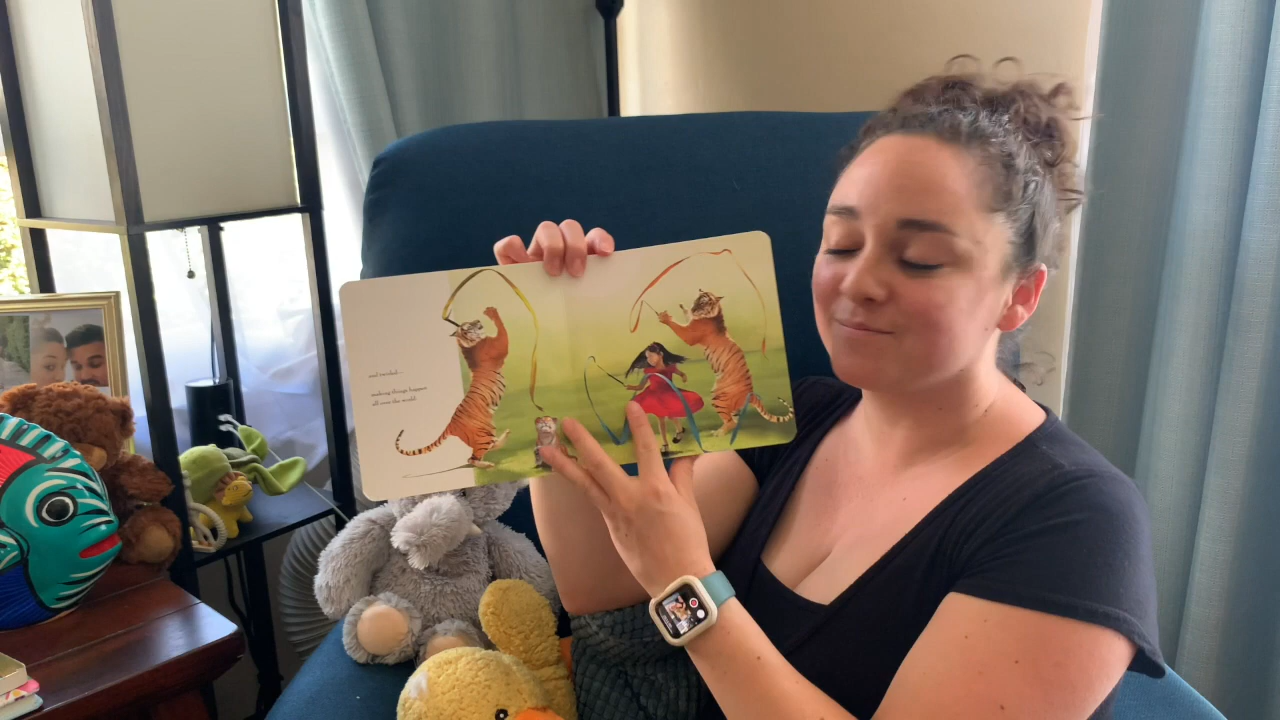 and twirled—
making things happen
all over the world.